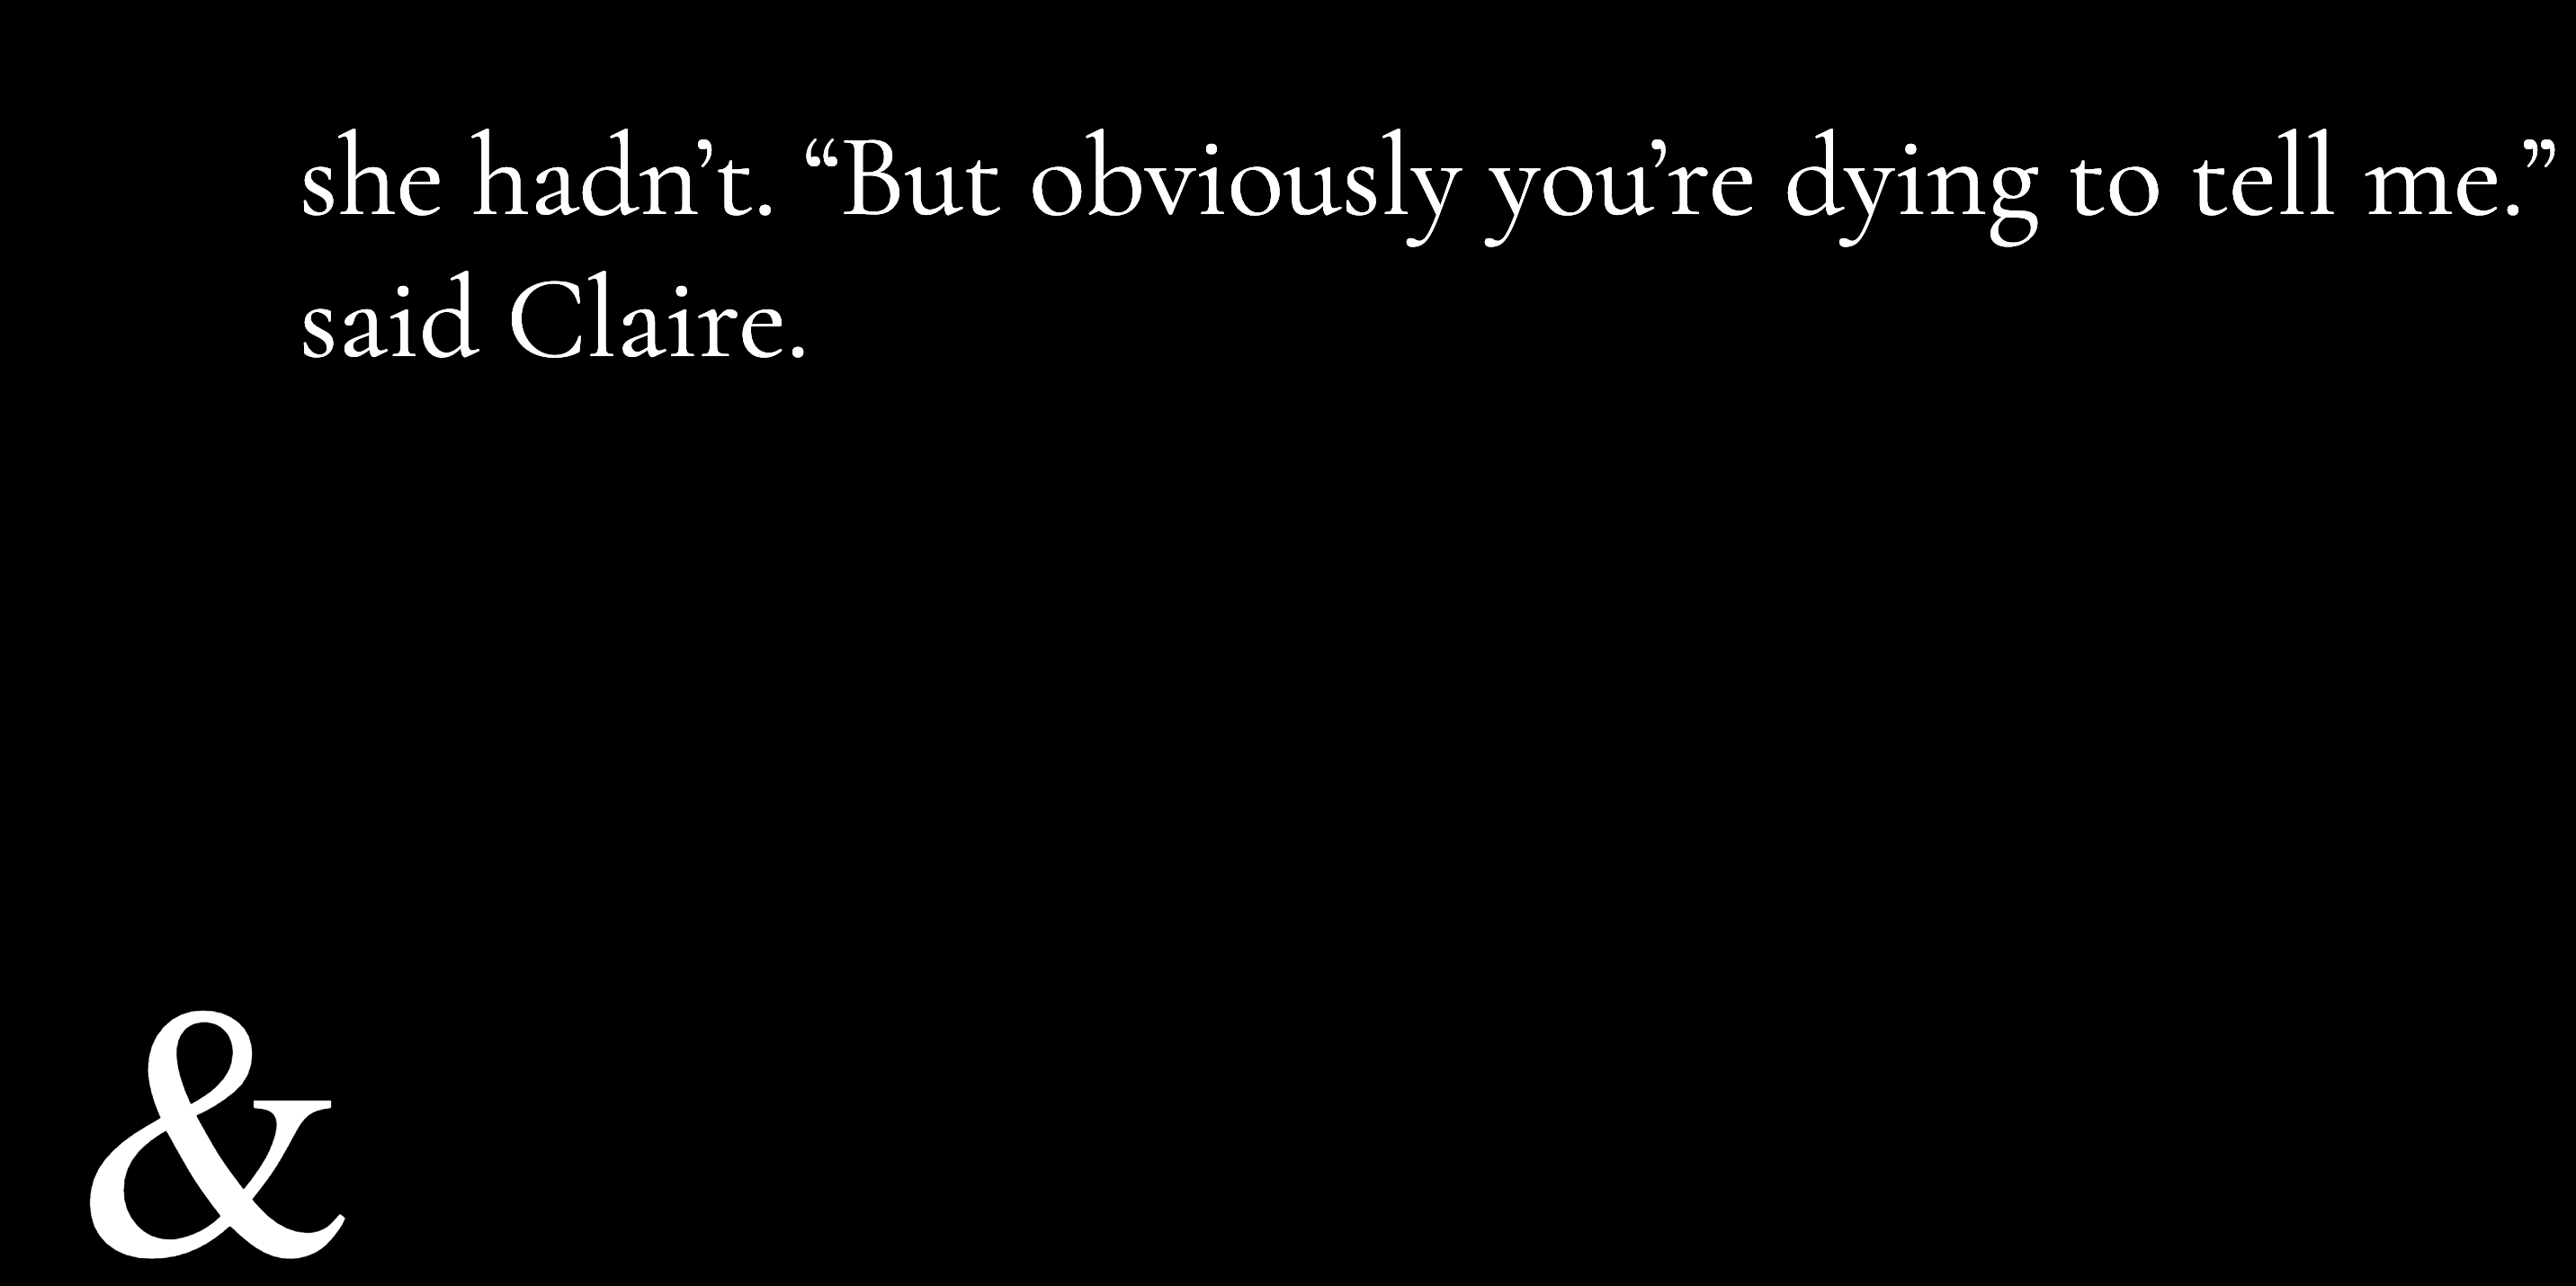 she hadn’t. “But obviously you’re dying to tell me.”
said Claire.
&